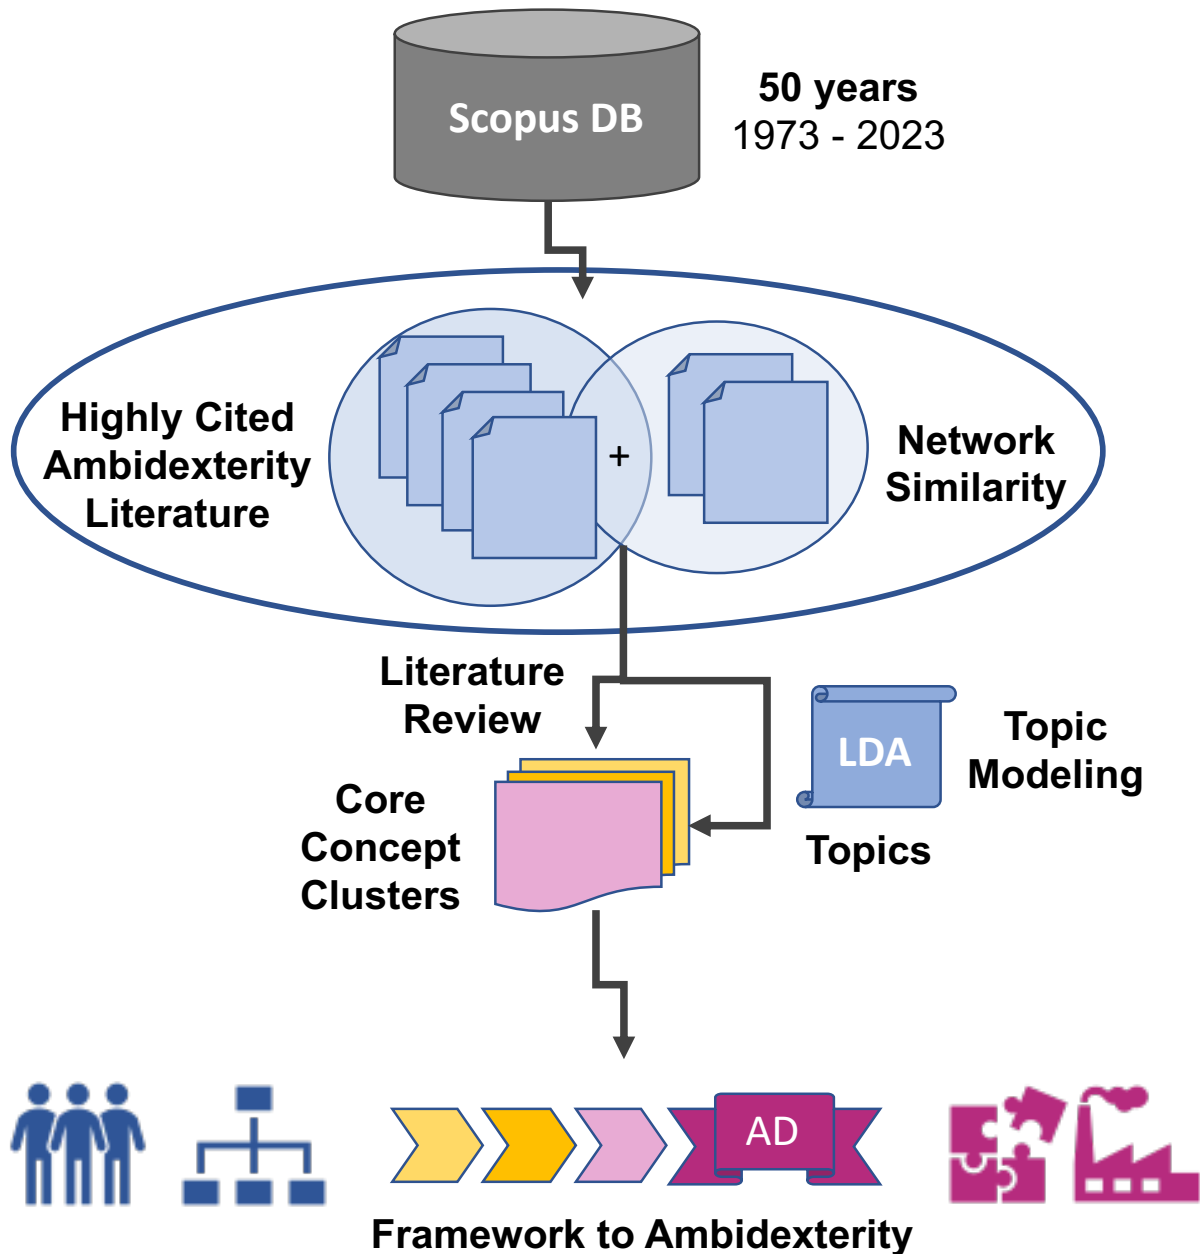 Scopus DB
50 years
1973 - 2023
Highly Cited
Ambidexterity
Literature
+
Network
Similarity
Literature
Review
LDA
Topic
Modeling
Topics
Core
Concept
Clusters
AD
Framework to Ambidexterity